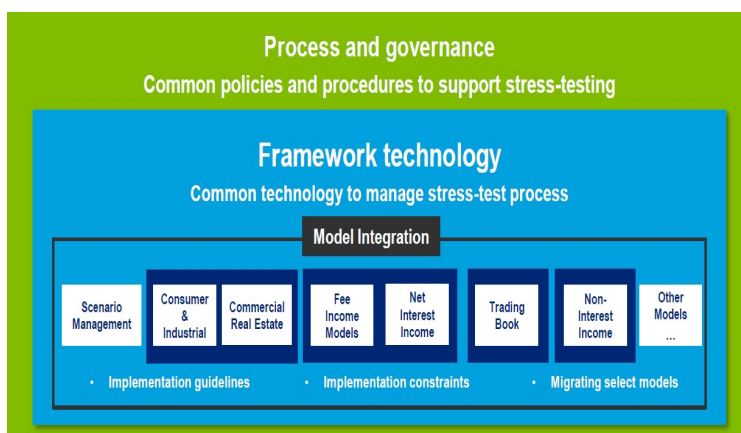 Process and governance
Common policies and procedures to support stress-testing
Framework technology
Common technology to manage stress-test process
Model Integration
Scenario
Management
Consumer
&
Industrial
Commercial
Real Estate
Fee
Income
Models
Net
Interest
Income
Trading
Book
Non-
Interest
Income
Other
Models
...
• Implementation guidelines
• Implementation constraints
• Migrating select models